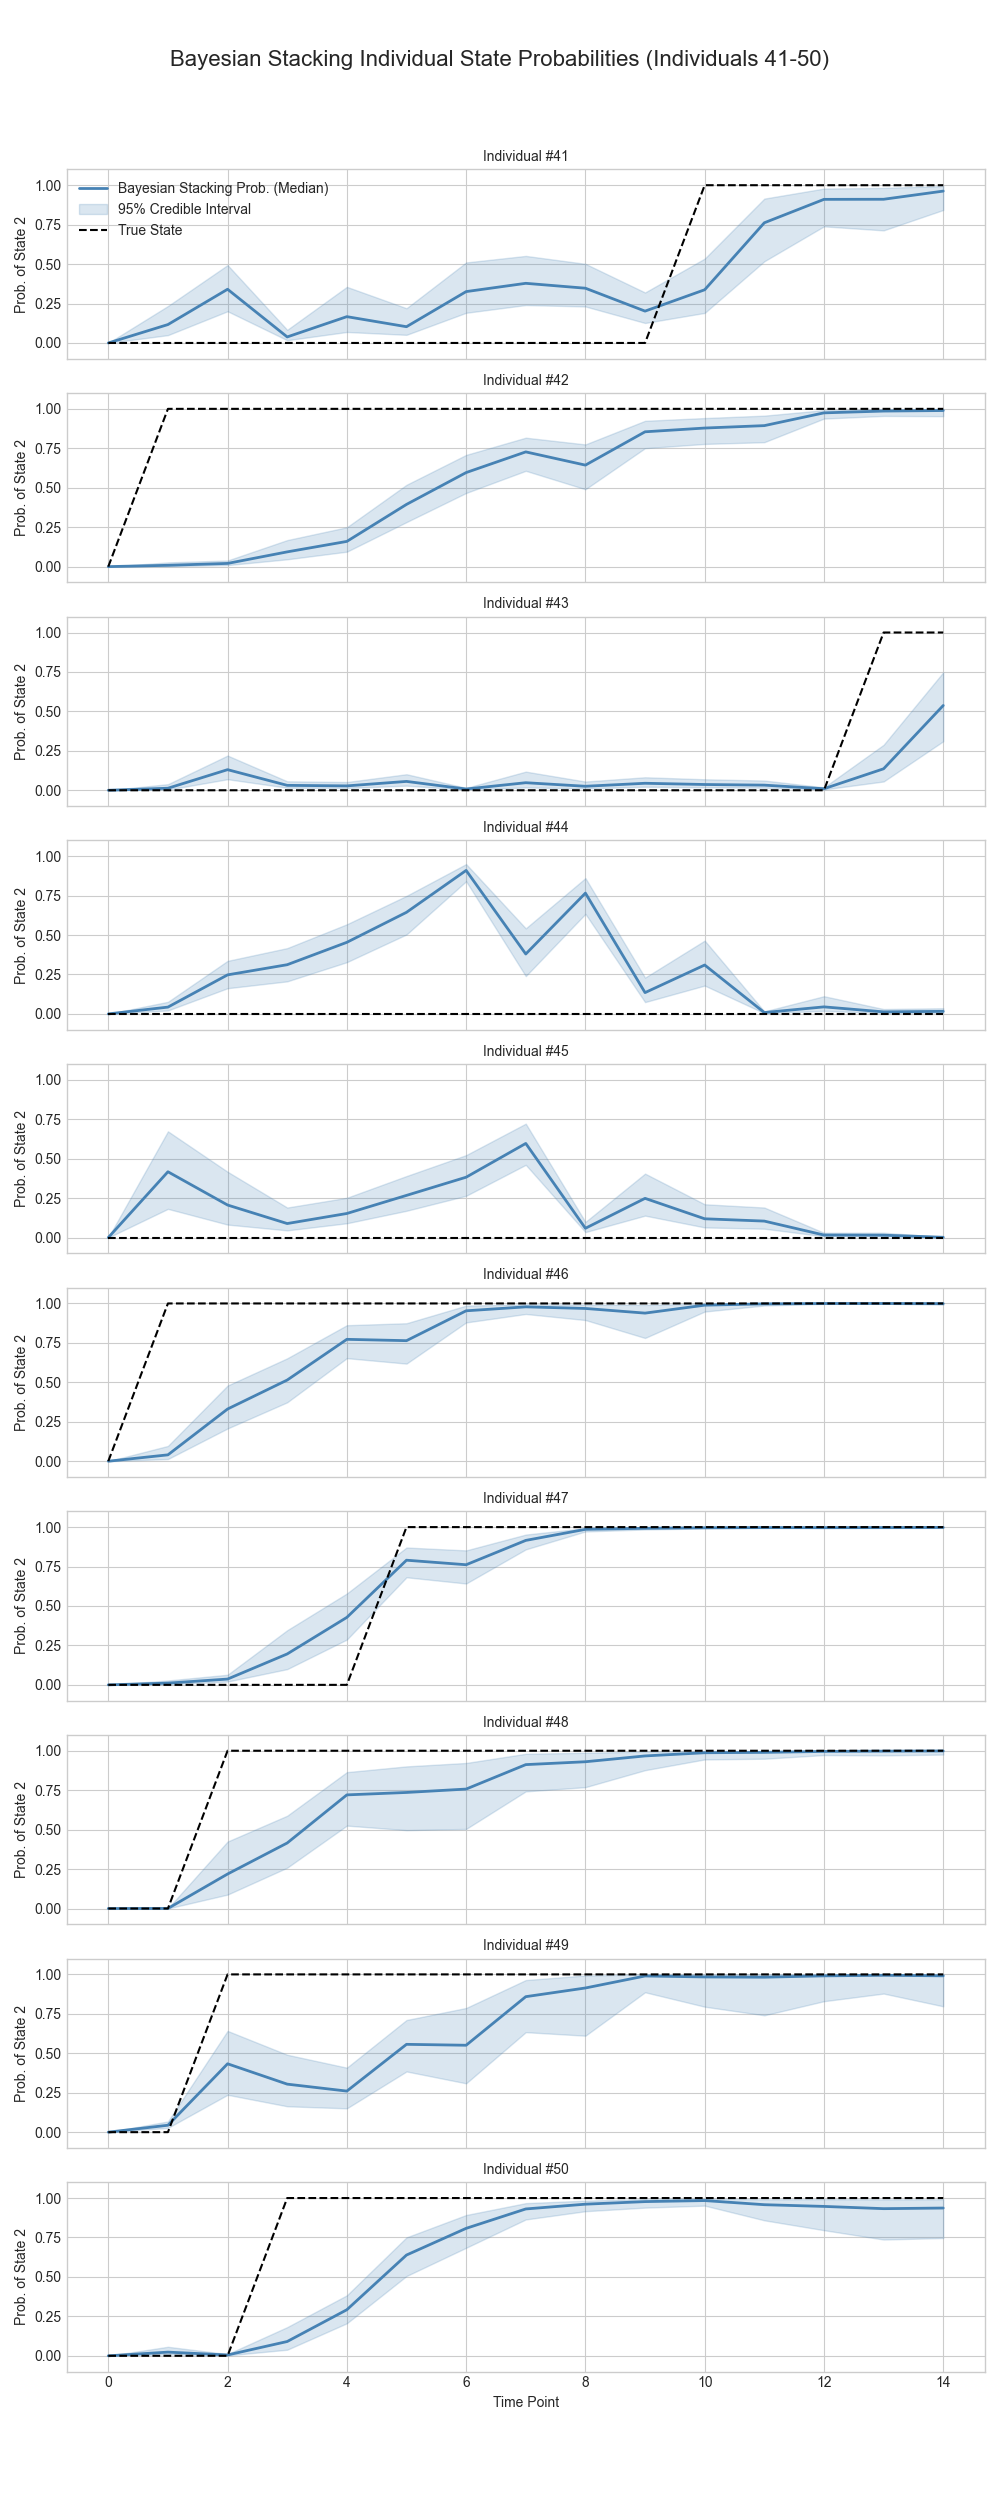 Bayesian Stacking Individual State Probabilities (Individuals 41-50)
Individual #41
Bayesian Stacking Prob. (Median)
95% Credible Interval
True State
1.00
0.75
0.50
0.25
0.00
Prob. of State 2
Individual #42
1.00
0.75
0.50
0.25
0.00
Prob. of State 2
Individual #43
1.00
0.75
0.50
0.25
0.00
Prob. of State 2
Individual #44
1.00
0.75
0.50
0.25
0.00
Prob. of State 2
Individual #45
1.00
0.75
0.50
0.25
0.00
Prob. of State 2
Individual #46
1.00
0.75
0.50
0.25
0.00
Prob. of State 2
Individual #47
1.00
0.75
0.50
0.25
0.00
Prob. of State 2
Individual #48
1.00
0.75
0.50
0.25
0.00
Prob. of State 2
Individual #49
1.00
0.75
0.50
0.25
0.00
Prob. of State 2
Individual #50
1.00
0.75
0.50
0.25
0.00
Prob. of State 2
0 2 4 6 8 10 12 14
Time Point